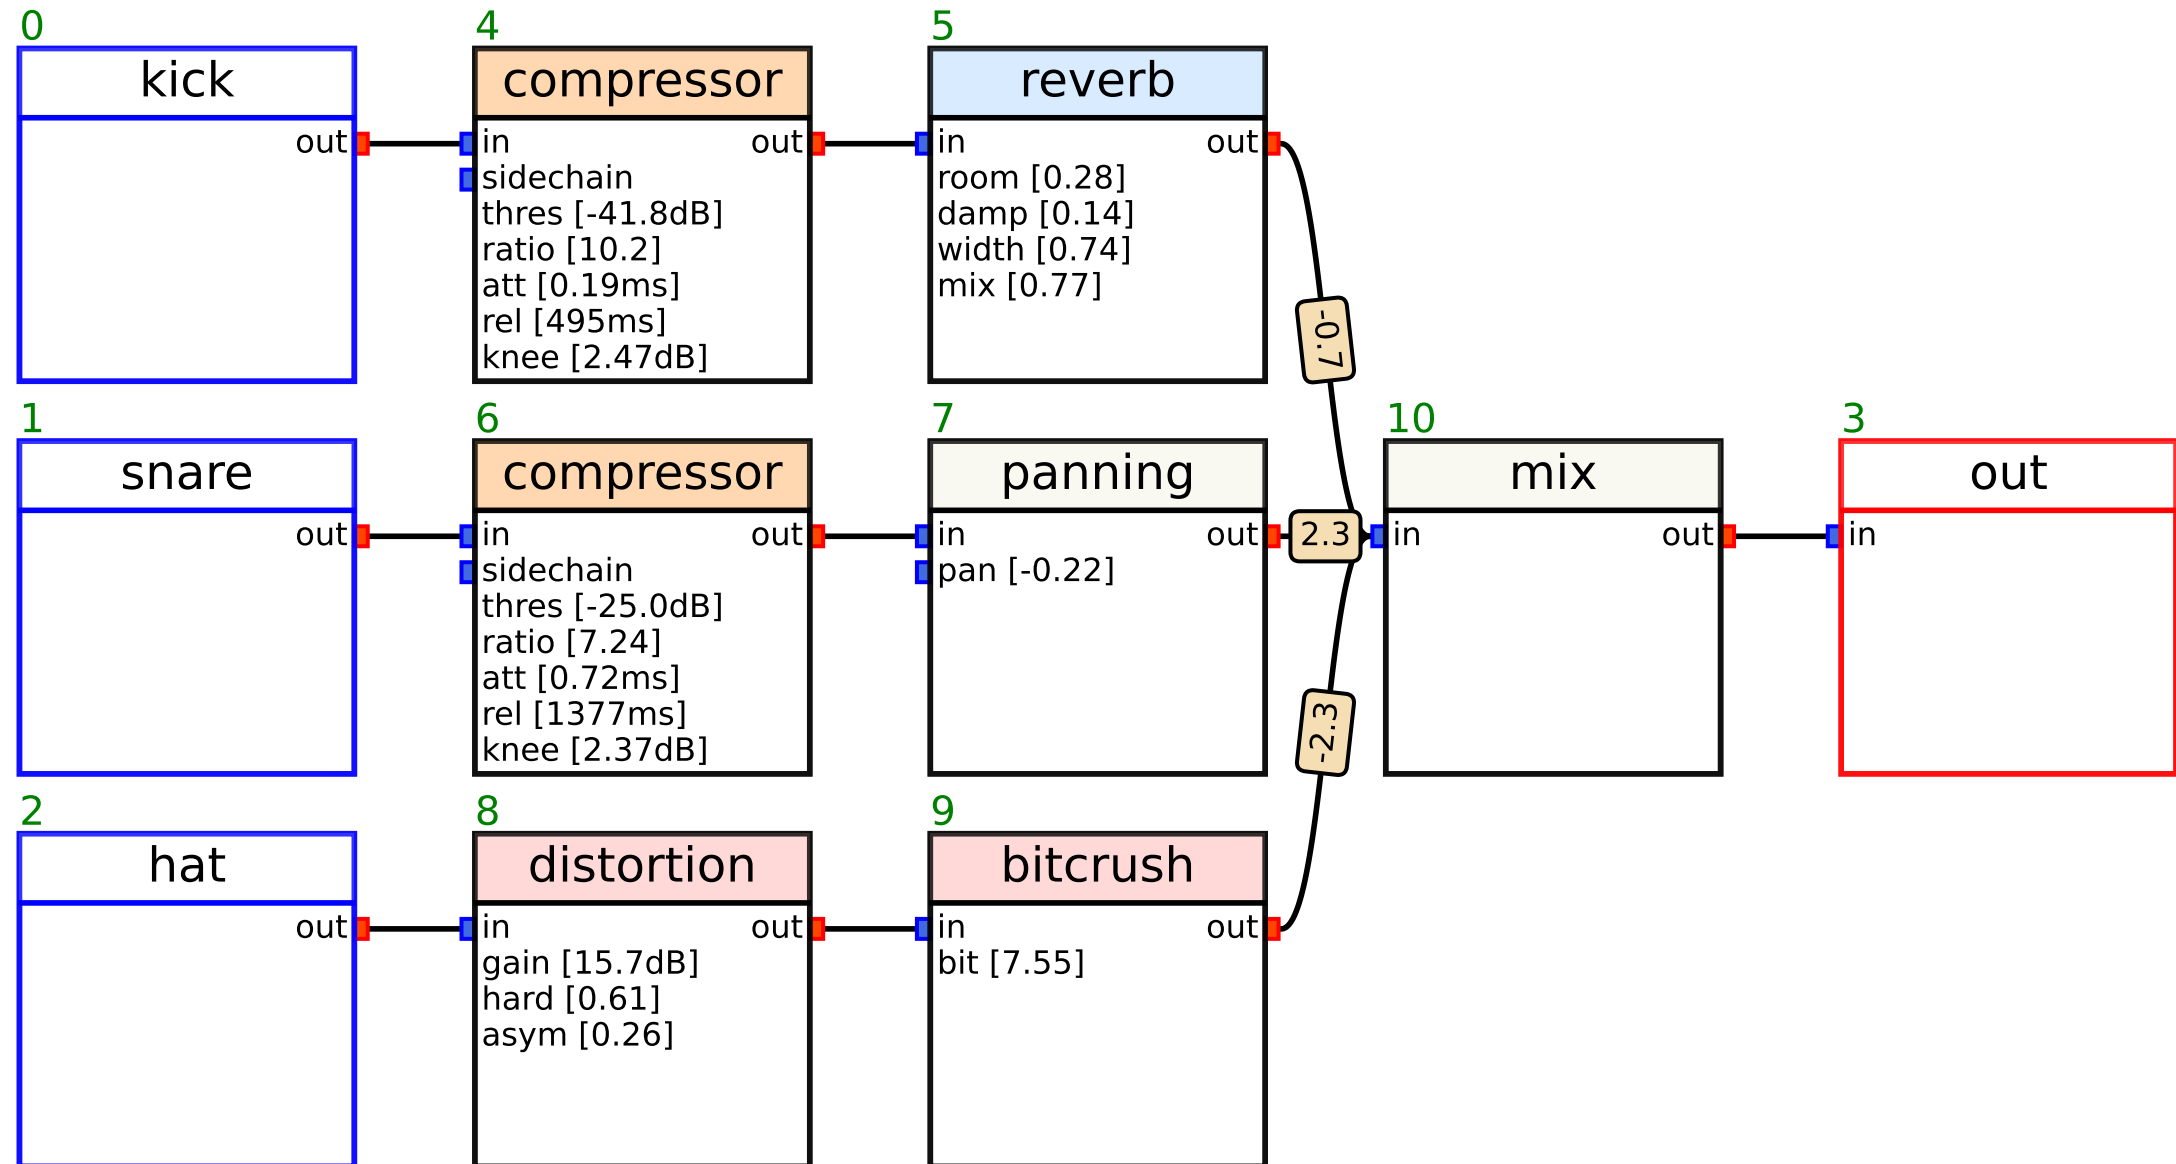 0
kick
out
4
compressor
in
out
sidechain
thres [-41.8dB]
ratio [10.2]
att [0.19ms]
rel [495ms]
knee [2.47dB]
5
reverb
in
out
room [0.28]
damp [0.14]
width [0.74]
mix [0.77]
-0.7
1
snare
out
6
compressor
in
out
sidechain
thres [-25.0dB]
ratio [7.24]
att [0.72ms]
rel [1377ms]
knee [2.37dB]
7
panning
in
out
pan [-0.22]
2.3
10
mix
in
out
3
out
in
2
hat
out
8
distortion
in
out
gain [15.7dB]
hard [0.61]
asym [0.26]
9
bitcrush
in
out
bit [7.55]
-2.3